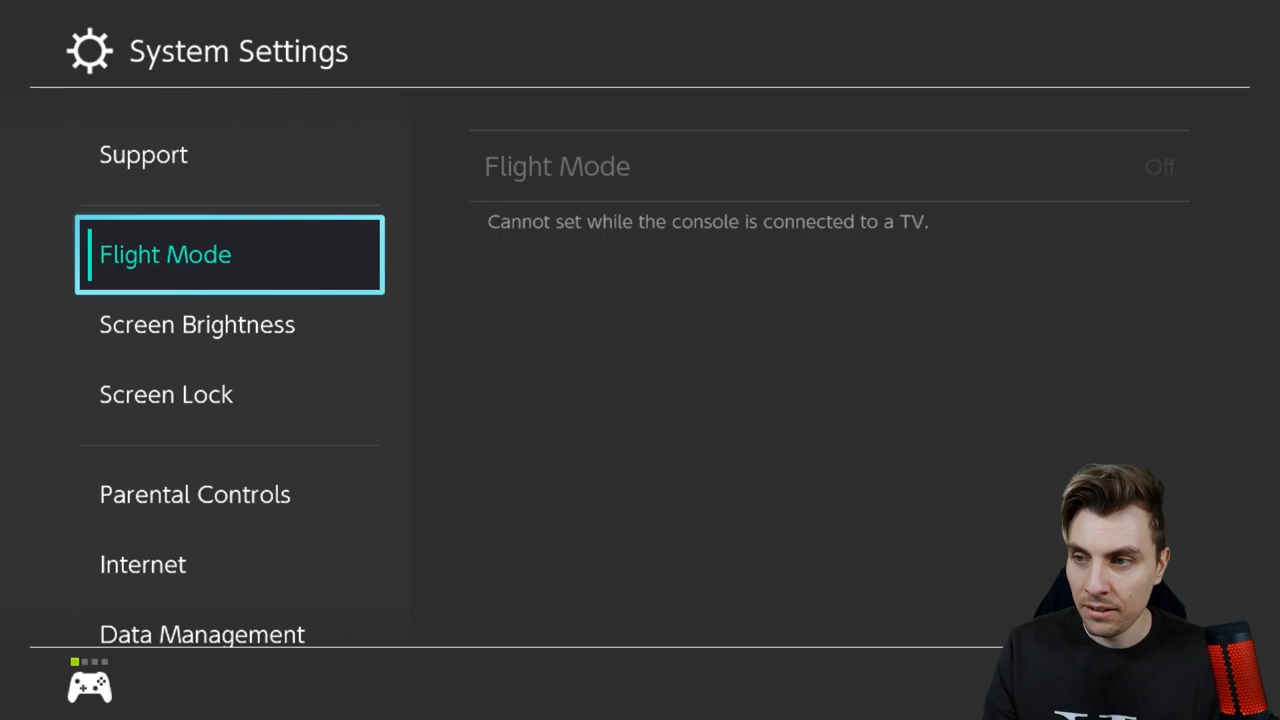 System Settings
Support
Flight Mode
Screen Brightness
Screen Lock
Parental Controls
Internet
Data Management
Flight Mode
Off
Cannot set while the console is connected to a TV.